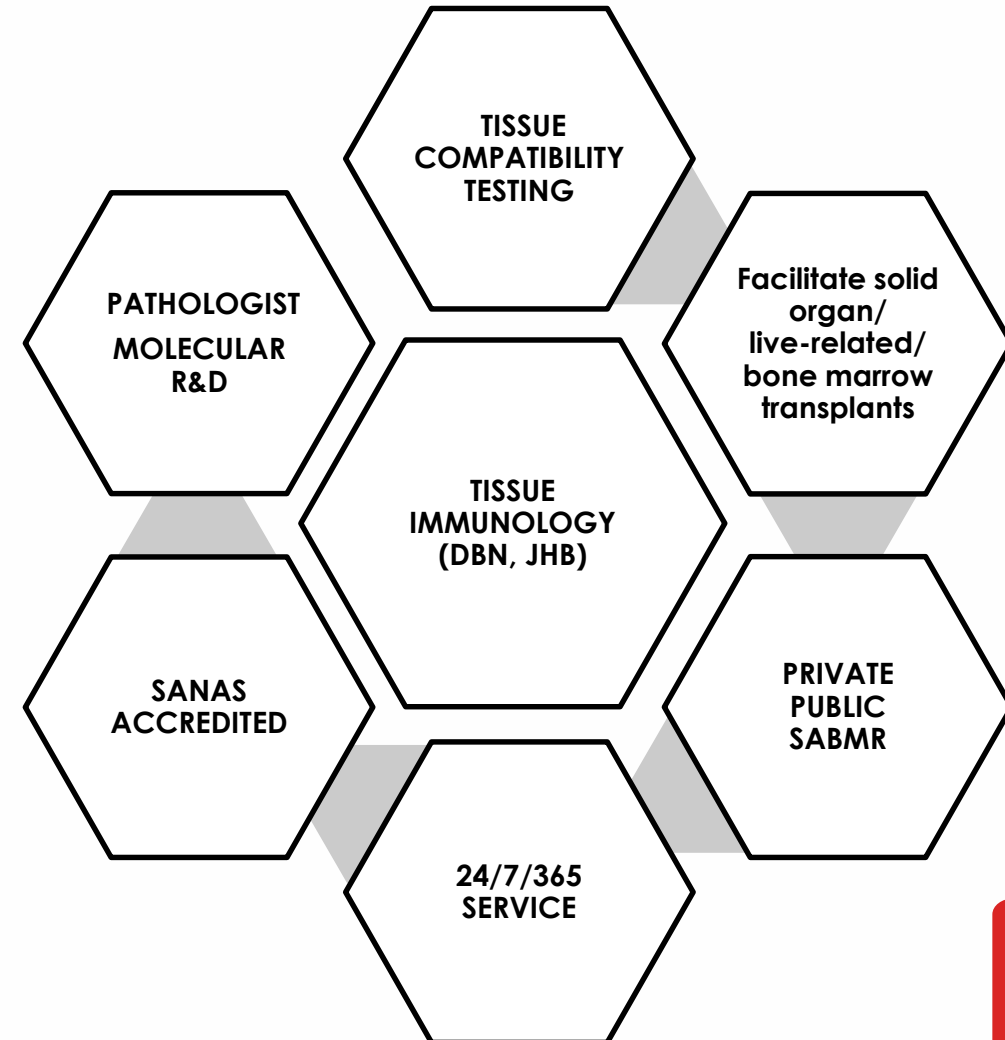 TISSUE
COMPATIBILITY
TESTING
Facilitate solid
organ/
live-related/
bone marrow
transplants
PATHOLOGIST
MOLECULAR
R&D
TISSUE
IMMUNOLOGY
(DBN, JHB)
PRIVATE
PUBLIC
SABMR
SANAS
ACCREDITED
24/7/365
SERVICE